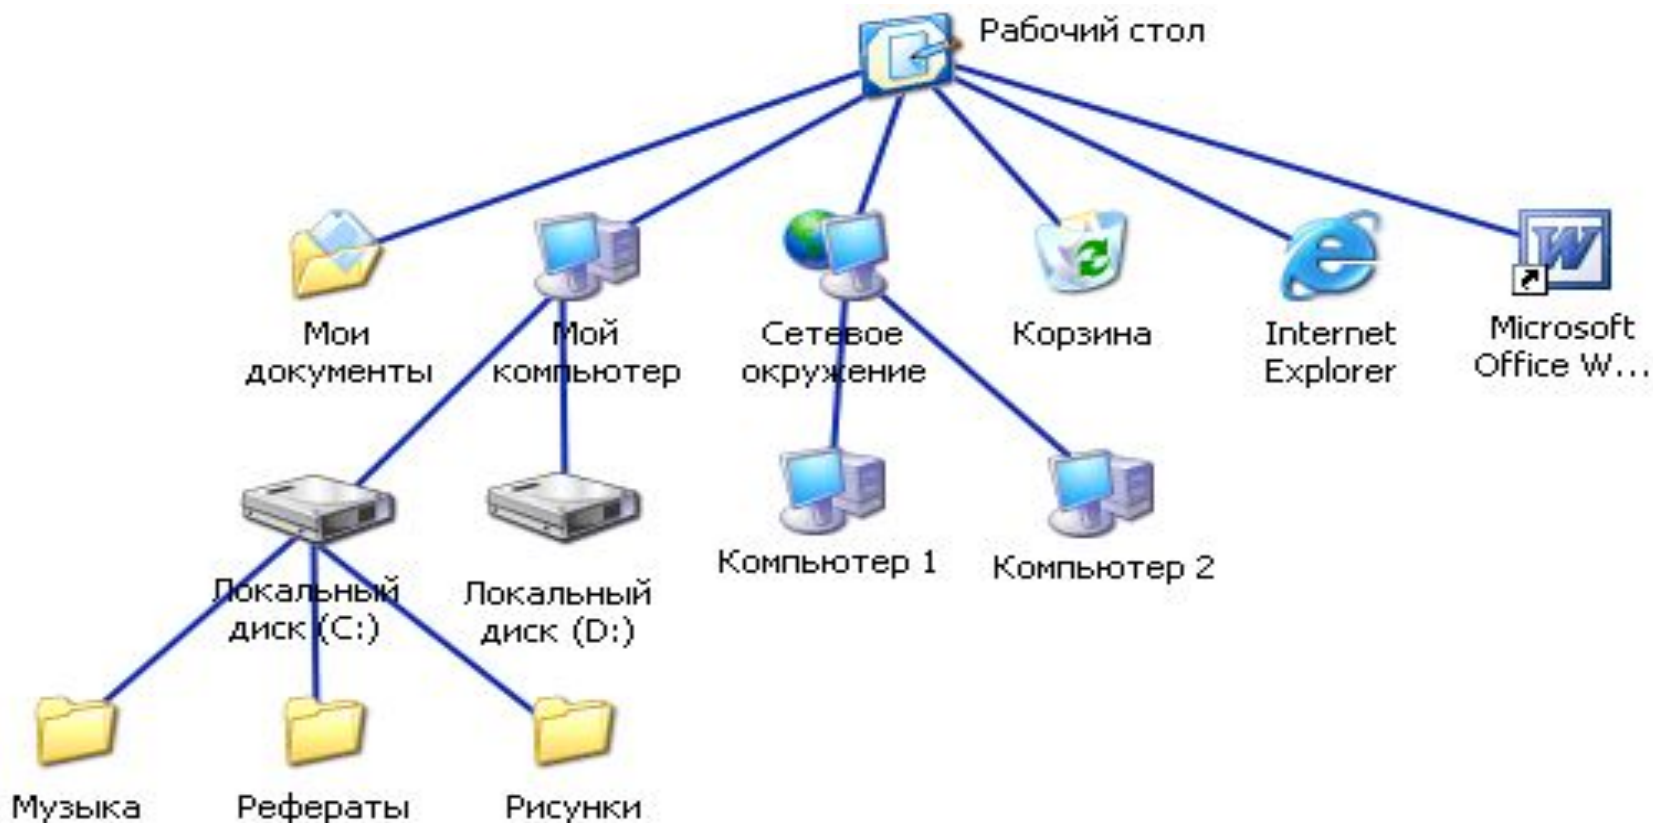 Рабочий стол
Мои
документы
Мой
компьютер
Сетевое
окружение
Корзина
Internet
Explorer
Microsoft
Office W...
Локальный
диск (C:)
Локальный
диск (D:)
Компьютер 1
Компьютер 2
Музыка
Рефераты
Рисунки